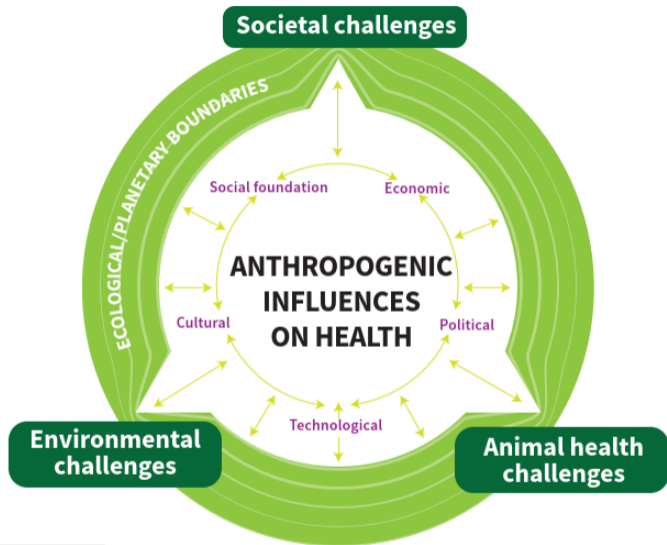 Societal challenges
ECOLOGICAL/PLANETARY BOUNDARIES
Social foundation
Economic
ANTHROPOGENIC
INFLUENCES
ON HEALTH
Cultural
Political
Technological
Environmental
challenges
Animal health
challenges